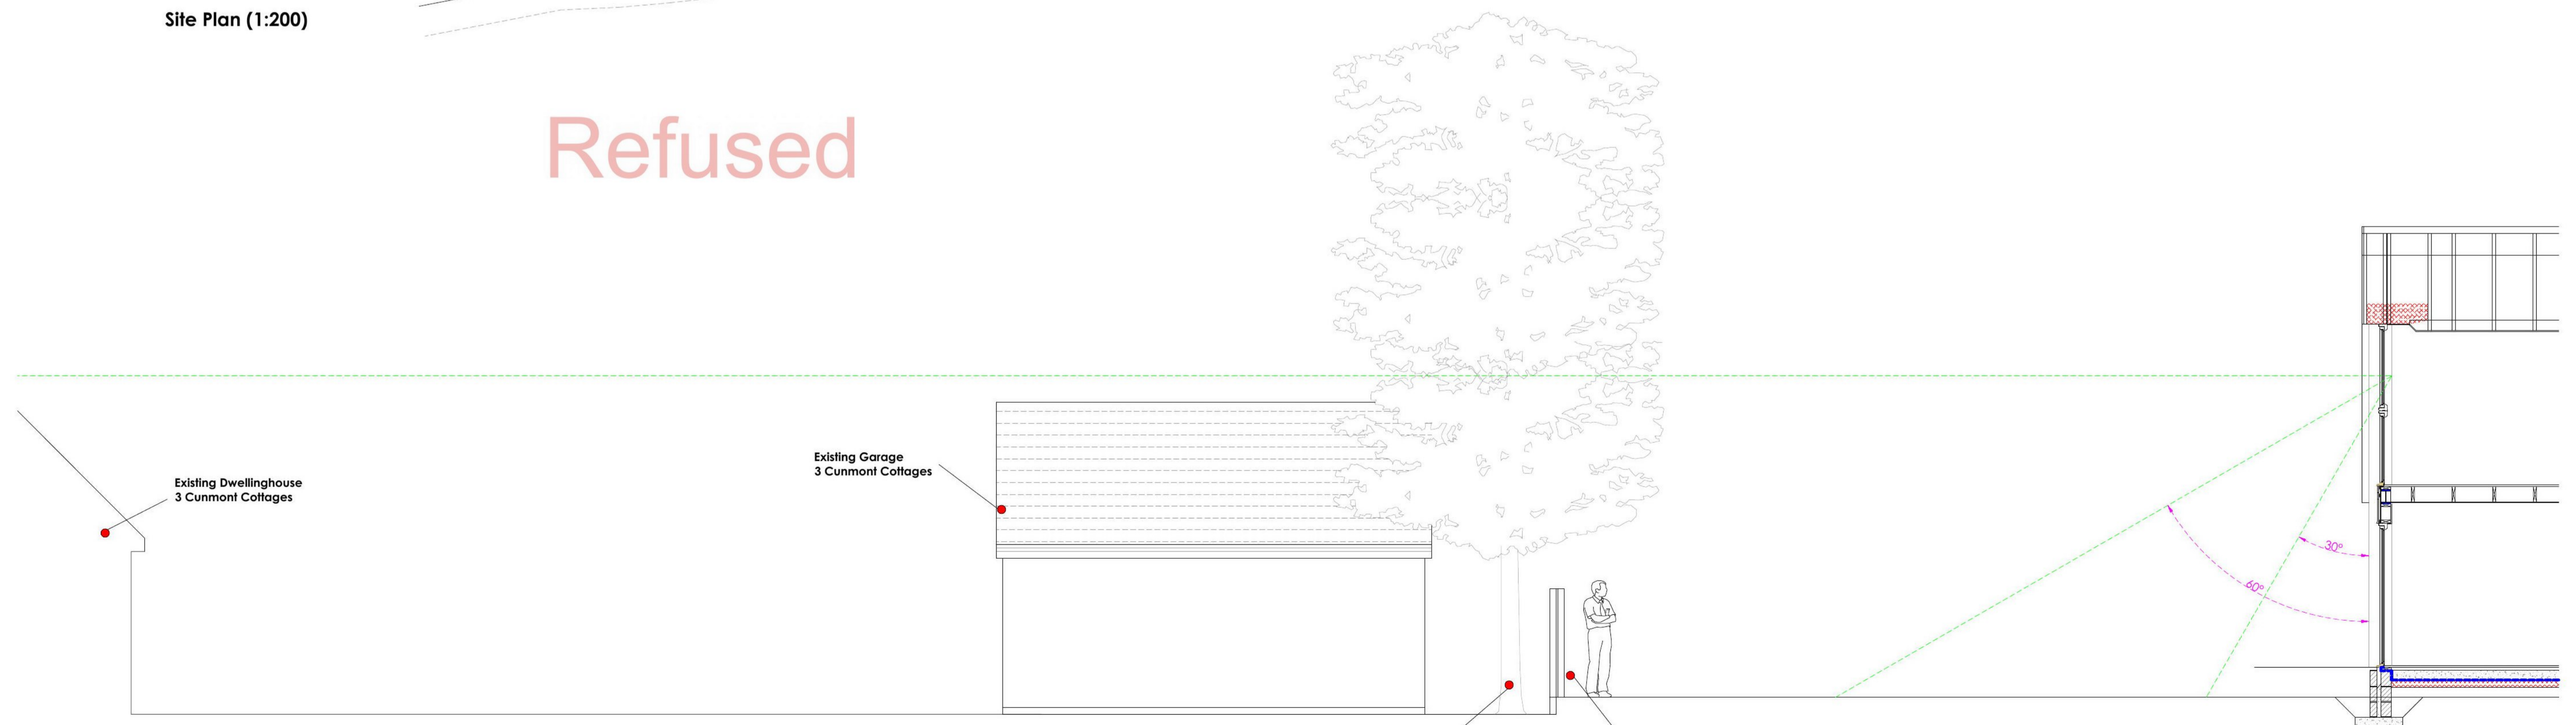 Site Plan (1:200)
Refused
Existing Dwellinghouse
3 Cunmont Cottages
Existing Garage
3 Cunmont Cottages
30°
60°